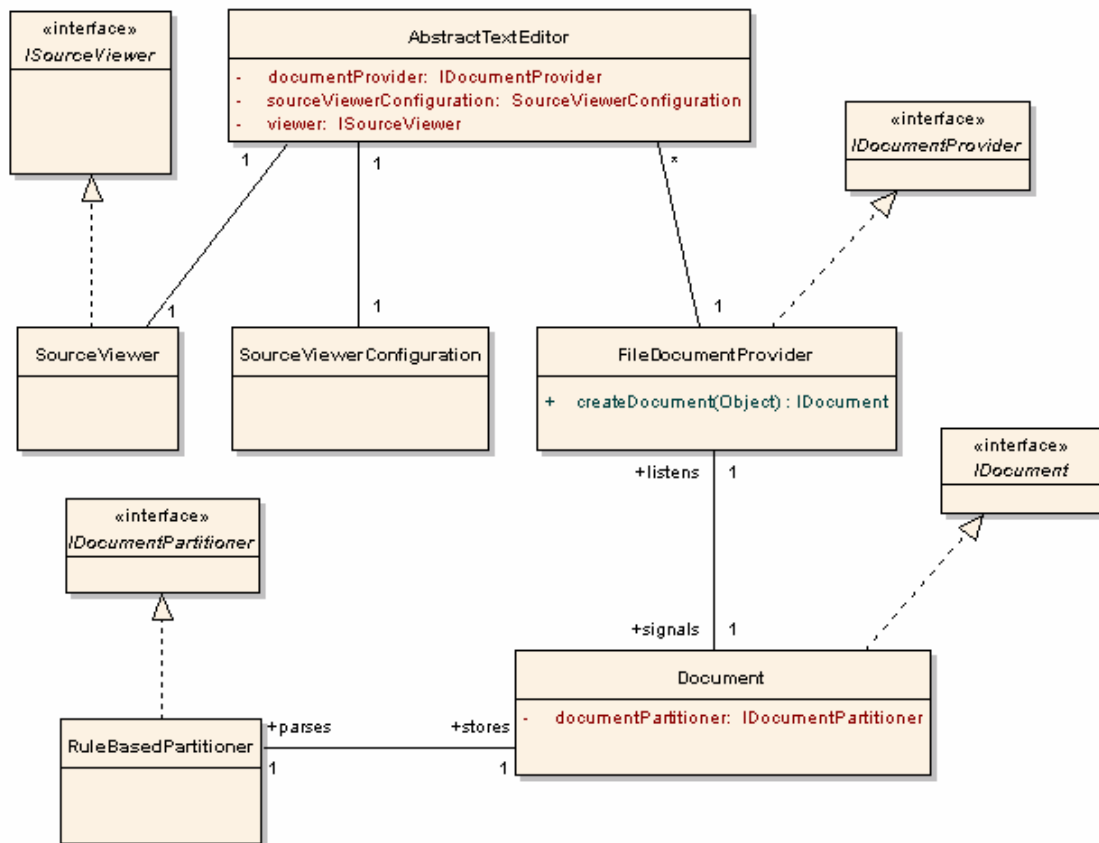 «interface»
ISourceViewer
AbstractTextEditor
- documentProvider: IDocumentProvider
- sourceViewerConfiguration: SourceViewerConfiguration
- viewer: ISourceViewer
«interface»
IDocumentProvider
1
1
*
1
1
1
SourceViewer
SourceViewerConfiguration
FileDocumentProvider
+ createDocument(Object) : IDocument
«interface»
IDocument
+listens
1
«interface»
IDocumentPartitioner
+signals
1
Document
- documentPartitioner: IDocumentPartitioner
+parses
+stores
1
1
RuleBasedPartitioner